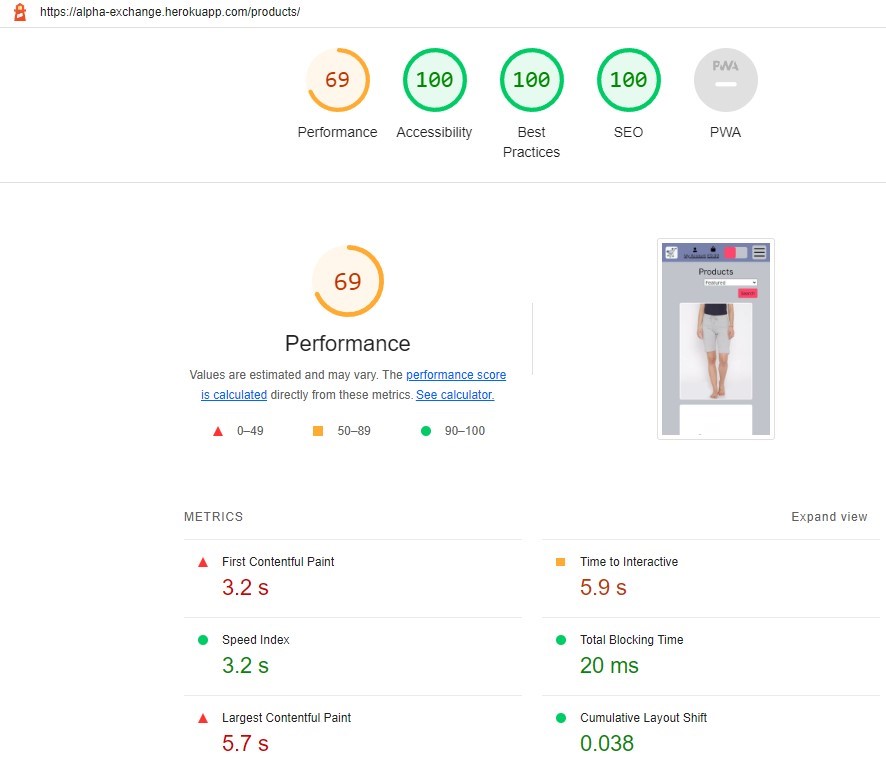 https://alpha-exchange.herokuapp.com/products/
69
100
100
100
PWA
Performance
Accessibility
Best
Practices
SEO
PWA
69
Performance
Values are estimated and may vary. The performance score
is calculated directly from these metrics. See calculator.
0–49
50–89
90–100
Products
Featured
METRICS
Expand view
First Contentful Paint
3.2 s
Time to Interactive
5.9 s
Speed Index
3.2 s
Total Blocking Time
20 ms
Largest Contentful Paint
5.7 s
Cumulative Layout Shift
0.038